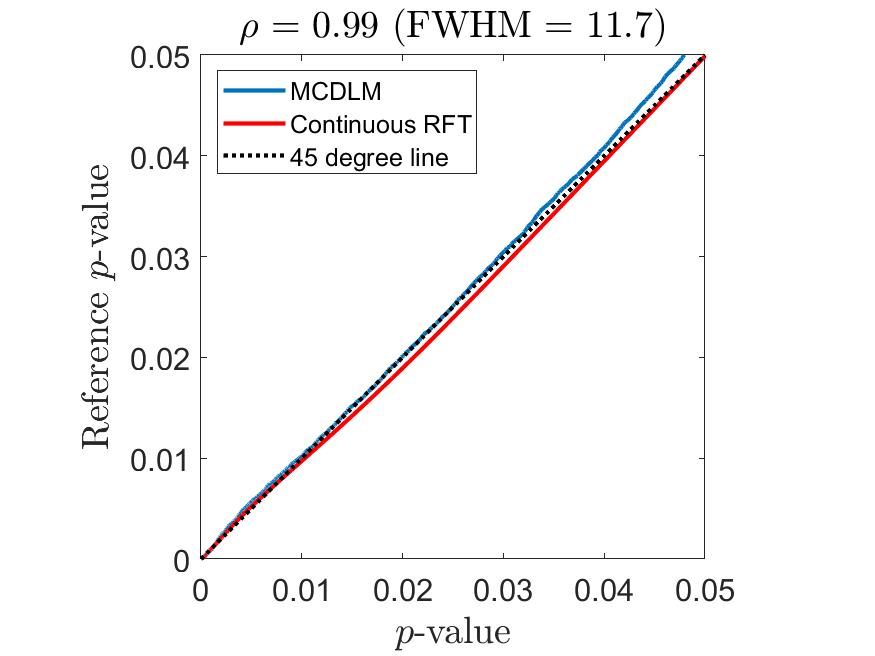 ρ = 0.99 (FWHM = 11.7)
0.05
0.04
0.03
0.02
0.01
0
Reference p-value
MCDLM
Continuous RFT
45 degree line
0 0.01 0.02 0.03 0.04 0.05
p-value